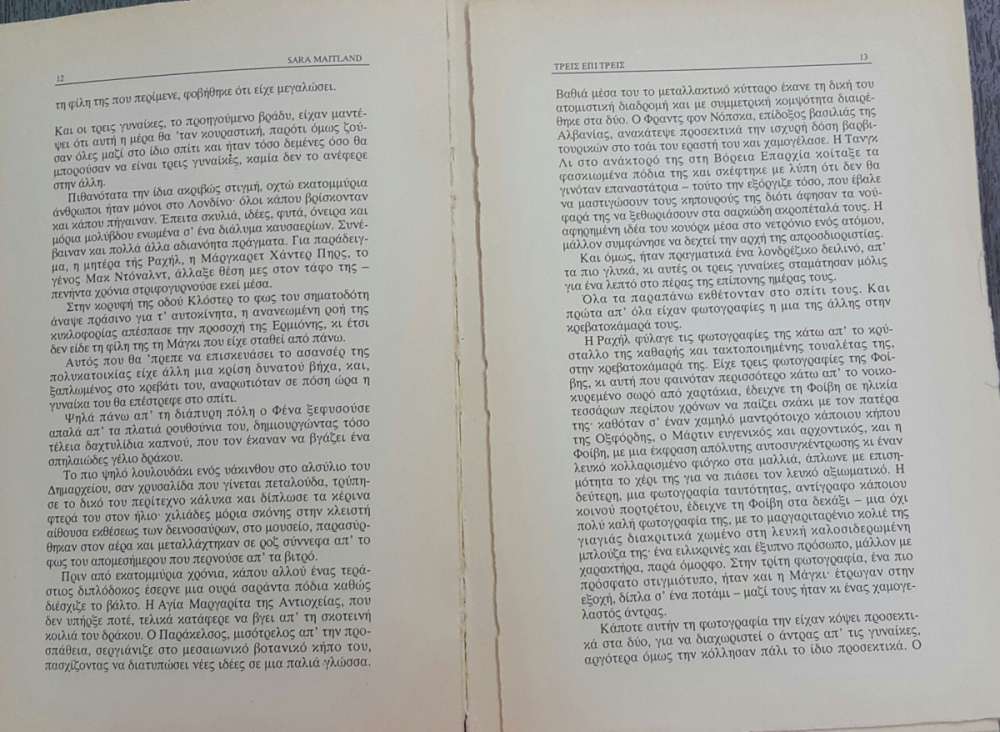 12
SARA MAITLAND
τη φίλη της που περίμενε, φοβήθηκε ότι είχε μεγαλώσει.
Και οι τρεις γυναίκες, το προηγούμενο βράδυ, είχαν μαντέ-
ψει ότι αυτή η μέρα θα 'ταν κουραστική, παρότι όμως ζού-
σαν όλες μαζί στο ίδιο σπίτι και ήταν τόσο δεμένες όσο θα
μπορούσαν να είναι τρεις γυναίκες, καμία δεν το ανέφερε
στην άλλη.
Πιθανότατα την ίδια ακριβώς στιγμή, οχτώ εκατομμύρια
άνθρωποι ήταν μόνοι στο Λονδίνο· όλοι κάπου βρίσκονταν
και κάπου πήγαιναν. Έπειτα σκυλιά, ιδέες, φυτά, όνειρα και
μόρια μολύβδου ενωμένα σ' ένα διάλυμα καυσαερίων. Συνέ-
βαιναν και πολλά άλλα αδιανόητα πράγματα. Για παράδειγ-
μα, η μητέρα τής Ραχήλ, η Μάργκαρετ Χάντερ Πηρς, το
γένος Μακ Ντόναλντ, άλλαξε θέση μες στον τάφο της –
πενήντα χρόνια στριφογυρνούσε εκεί μέσα.
Στην κορυφή της οδού Κλόστερ το φως του σηματοδότη
άναψε πράσινο για τ' αυτοκίνητα, η ανανεωμένη ροή της
κυκλοφορίας απέσπασε την προσοχή της Ερμιόνης, κι έτσι
δεν είδε τη φίλη της τη Μάγκι που είχε σταθεί από πάνω.
Αυτός που θα 'πρεπε να επισκευάσει το ασανσέρ της
πολυκατοικίας είχε άλλη μια κρίση δυνατού βήχα, και,
ξαπλωμένος στο κρεβάτι του, αναρωτιόταν σε πόση ώρα η
γυναίκα του θα επέστρεφε στο σπίτι.
Ψηλά πάνω απ' τη διάπυρη πόλη ο Φένα ξεφυσούσε
απαλά απ' τα πλατιά ρουθούνια του, δημιουργώντας τόσο
τέλεια δαχτυλίδια καπνού, που τον έκαναν να βγάζει ένα
σπηλαιώδες γέλιο δράκου.
Το πιο ψηλό λουλουδάκι ενός υάκινθου στο αλσύλιο του
Δημαρχείου, σαν χρυσαλίδα που γίνεται πεταλούδα, τρύπη-
σε το δικό του περίτεχνο κάλυκα και δίπλωσε τα κέρινα
φτερά του στον ήλιο· χιλιάδες μόρια σκόνης στην κλειστή
αίθουσα εκθέσεως των δεινοσαύρων, στο μουσείο, παρασύρ-
θηκαν στον αέρα και μεταλλάχτηκαν σε ροζ σύννεφα απ' το
φως του απομεσήμερου που περνούσε απ' τα βιτρό.
Πριν από εκατομμύρια χρόνια, κάπου αλλού ένας τερά-
στιος διπλόδοκος έσερνε μια ουρά σαράντα πόδια καθώς
διέσχιζε το βάλτο. Η Αγία Μαργαρίτα της Αντιοχείας, που
δεν υπήρξε ποτέ, τελικά κατάφερε να βγει απ' τη σκοτεινή
κοιλιά του δράκου. Ο Παράκελσος, μισότρελος απ' την προ-
σπάθεια, σεργιάνιζε στο μεσαιωνικό βοτανικό κήπο του,
πασχίζοντας να διατυπώσει νέες ιδέες σε μια παλιά γλώσσα.
ΤΡΕΙΣ ΕΠΙ ΤΡΕΙΣ
13
Βαθιά μέσα του το μεταλλακτικό κύτταρο έκανε τη δική του
ατομιστική διαδρομή και με συμμετρική κομψότητα διαιρέ-
θηκε στα δύο. Ο Φραντς φον Νόπσκα, επίδοξος βασιλιάς της
Αλβανίας, ανακάτεψε προσεκτικά την ισχυρή δόση βαρβι-
τουρικών στο τσάι του εραστή του και χαμογέλασε. Η Τανγκ
Λι στο ανάκτορό της στη Βόρεια Επαρχία κοίταξε τα
φασκιωμένα πόδια της και σκέφτηκε με λύπη ότι δεν θα
γινόταν επαναστάτρια – τούτο την εξόργιζε τόσο, που έβαλε
να μαστιγώσουν τους κηπουρούς της διότι άφησαν τα νού-
φαρά της να ξεθωριάσουν στα σαρκώδη ακροπέταλά τους. Η
αφηρημένη ιδέα του κουόρκ μέσα στο νετρόνιο ενός ατόμου,
μάλλον συμφώνησε να δεχτεί την αρχή της απροσδιοριστίας.
Και όμως, ήταν πραγματικά ένα λονδρέζικο δειλινό, απ'
τα πιο γλυκά, κι αυτές οι τρεις γυναίκες σταμάτησαν μόλις
για ένα λεπτό στο πέρας της επίπονης ημέρας τους.
Όλα τα παραπάνω εκθέτονταν στο σπίτι τους. Και
πρώτα απ' όλα είχαν φωτογραφίες η μια της άλλης στην
κρεβατοκάμαρά τους.
Η Ραχήλ φύλαγε τις φωτογραφίες της κάτω απ' το κρύ-
σταλλο της καθαρής και τακτοποιημένης τουαλέτας της,
στην κρεβατοκάμαρά της. Είχε τρεις φωτογραφίες της Φοί-
βης, κι αυτή που φαινόταν περισσότερο κάτω απ' το νοικο-
κυρεμένο σωρό από χαρτάκια, έδειχνε τη Φοίβη σε ηλικία
τεσσάρων περίπου χρόνων να παίζει σκάκι με τον πατέρα
της· καθόταν σ' έναν χαμηλό μαντρότοιχο κάποιου κήπου
της Οξφόρδης, ο Μάρτιν ευγενικός και αρχοντικός, και η
Φοίβη, με μια έκφραση απόλυτης αυτοσυγκέντρωσης κι έναν
λευκό κολλαρισμένο φιόγκο στα μαλλιά, άπλωνε με επιση-
μότητα το χέρι της για να πιάσει τον λευκό αξιωματικό. Η
δεύτερη, μια φωτογραφία ταυτότητας, αντίγραφο κάποιου
κοινού πορτρέτου, έδειχνε τη Φοίβη στα δεκάξι – μια όχι
πολύ καλή φωτογραφία της, με το μαργαριταρένιο κολιέ της
γιαγιάς διακριτικά χωμένο στη λευκή καλοσιδερωμένη
μπλούζα της· ένα ειλικρινές και έξυπνο πρόσωπο, μάλλον με
χαρακτήρα, παρά όμορφο. Στην τρίτη φωτογραφία, ένα πιο
πρόσφατο στιγμιότυπο, ήταν και η Μάγκι· έτρωγαν στην
εξοχή, δίπλα σ' ένα ποτάμι – μαζί τους ήταν κι ένας χαμογε-
λαστός άντρας.
Κάποτε αυτήν τη φωτογραφία την είχαν κόψει προσεκτι-
κά στα δύο, για να διαχωριστεί ο άντρας απ' τις γυναίκες,
αργότερα όμως την κόλλησαν πάλι το ίδιο προσεκτικά. Ο